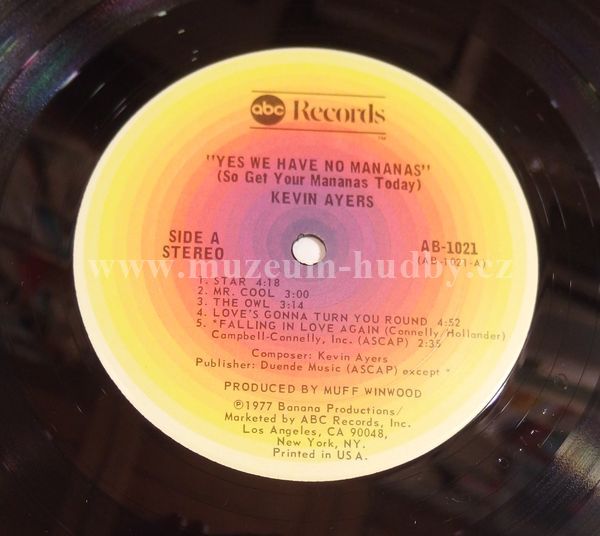 abc Records
TM
"YES WE HAVE NO MANANAS"
(So Get Your Mananas Today)
KEVIN AYERS
SIDE A
STEREO
AB-1021
(AB-1021-A)
www.muzeum-hudby.cz
1. STAR 4:18
2. MR. COOL 3:00
3. THE OWL 3:14
4. LOVE'S GONNA TURN YOU ROUND 4:52
5. *FALLING IN LOVE AGAIN (Connelly/Hollander)
Campbell-Connelly, Inc. (ASCAP) 2:35
Composer: Kevin Ayers
Publisher: Duende Music (ASCAP) except *
PRODUCED BY MUFF WINWOOD
℗1977 Banana Productions/
Marketed by ABC Records, Inc.
Los Angeles, CA 90048,
New York, NY.
Printed in USA.